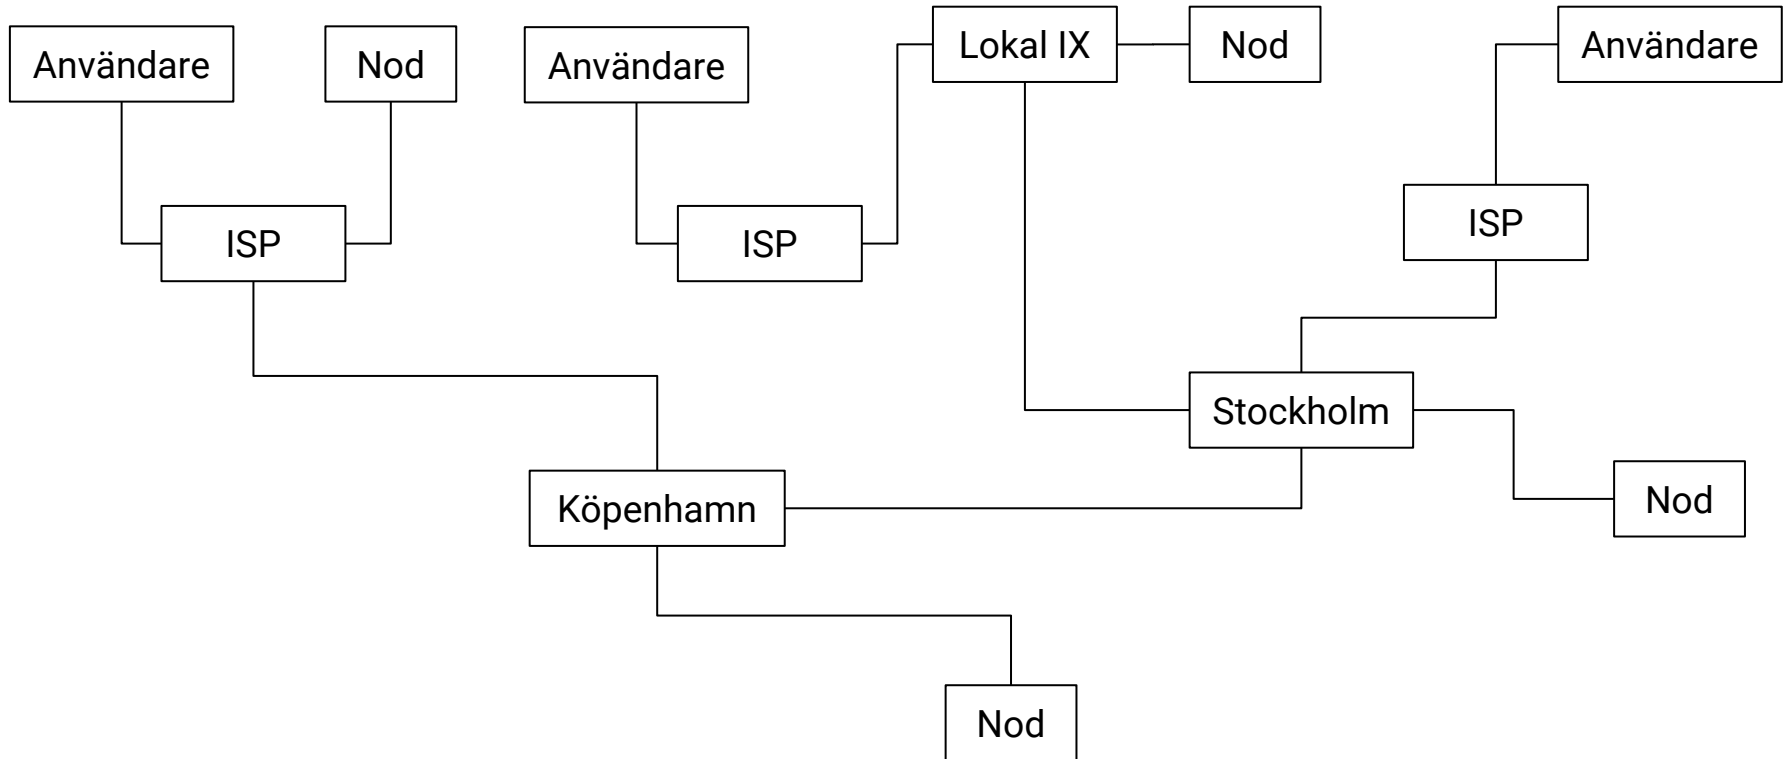 Användare
Nod
Användare
Lokal IX
Nod
Användare
ISP
ISP
ISP
Stockholm
Köpenhamn
Nod
Nod